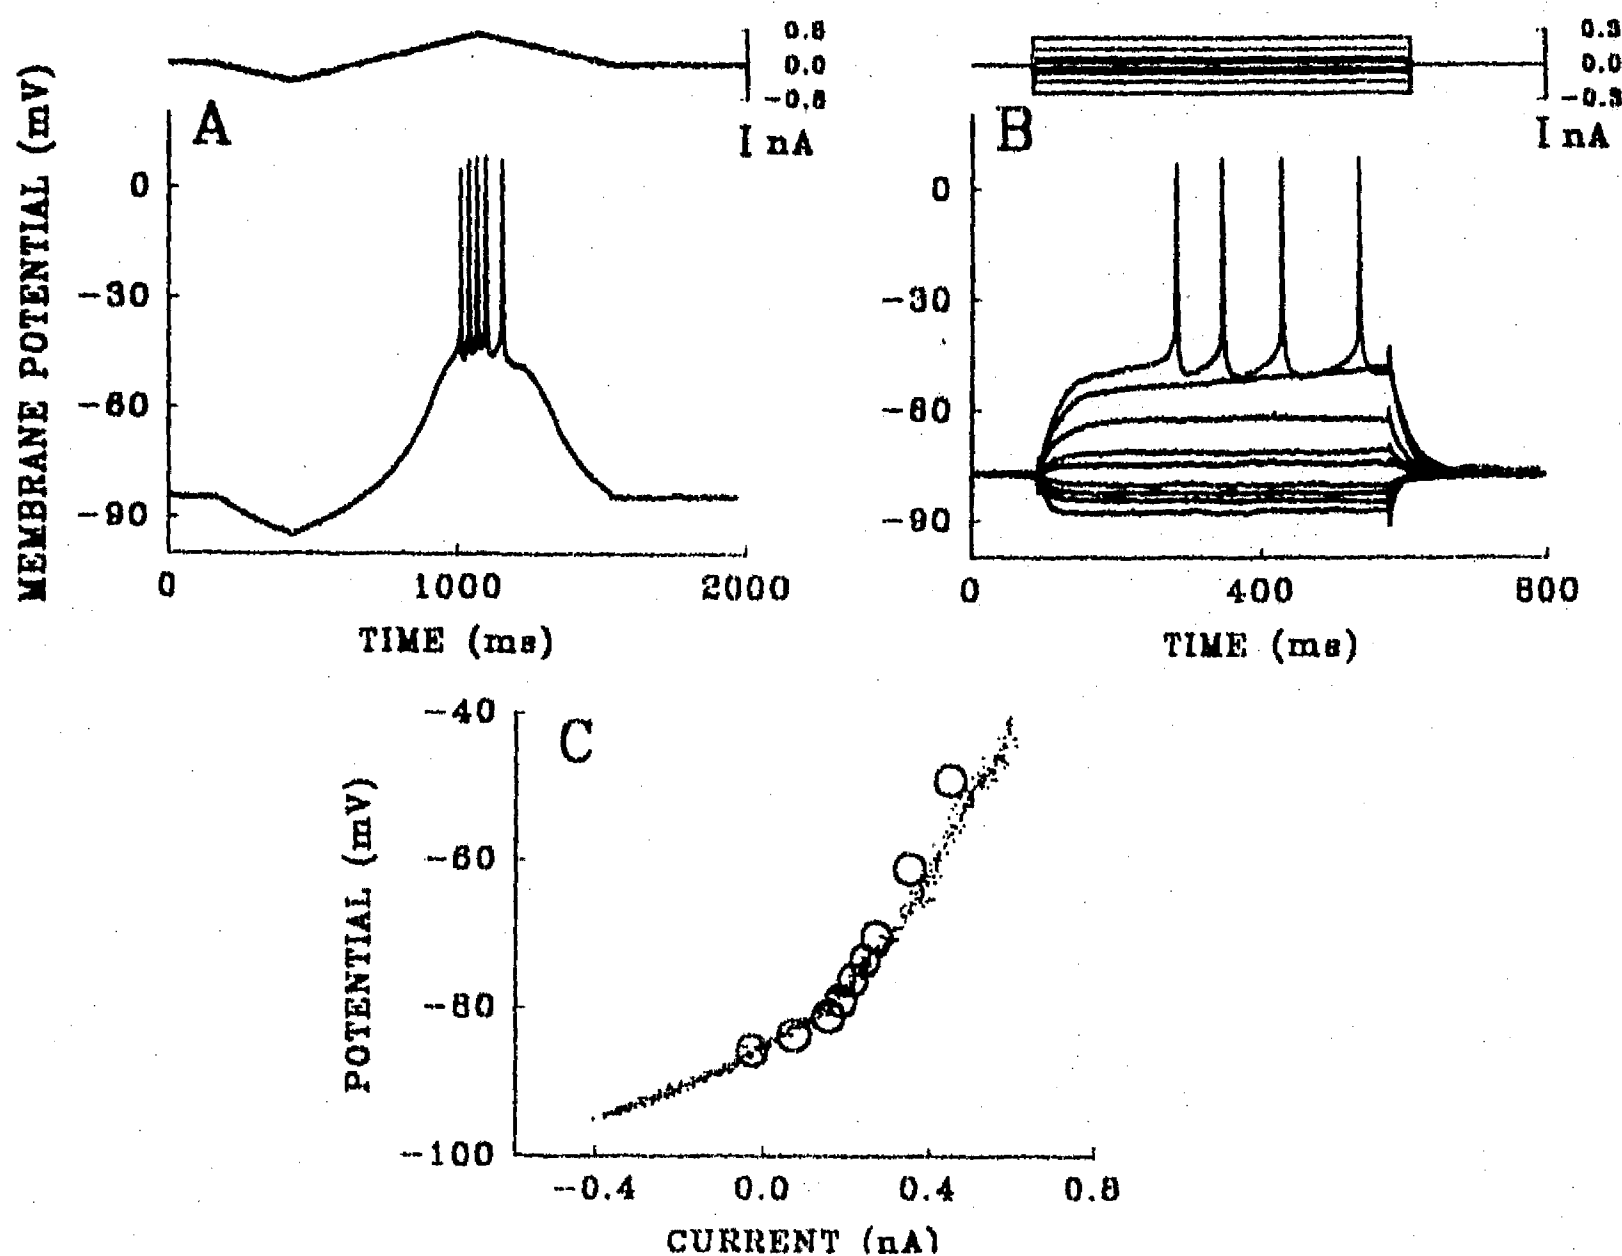 0.8
0.0
-0.8
I nA
A
MEMBRANE POTENTIAL (mV)
0
-30
-60
-90
0 1000 2000
TIME (ms)
0.3
0.0
-0.3
I nA
B
0
-30
-60
-90
0 400 800
TIME (ms)
C
POTENTIAL (mV)
-40
-60
-80
-100
-0.4 0.0 0.4 0.8
CURRENT (nA)